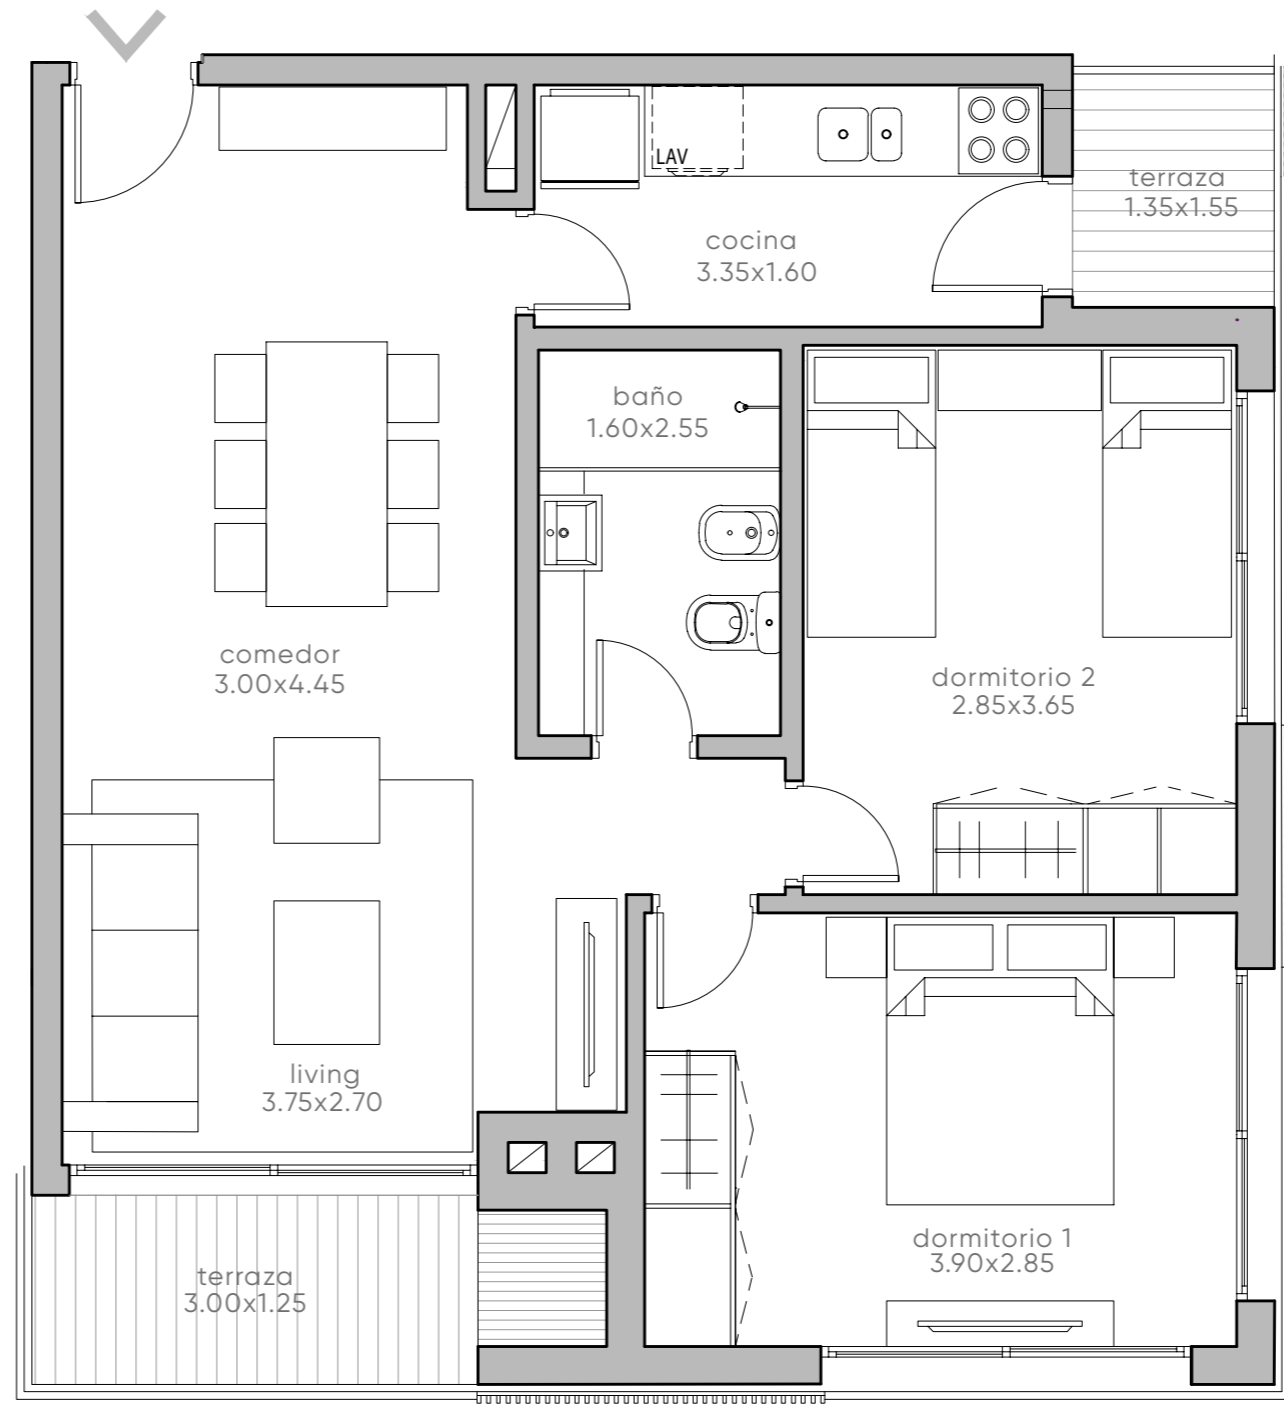 LAV
terraza
1.35x1.55
cocina
3.35x1.60
baño
1.60x2.55
comedor
3.00x4.45
dormitorio 2
2.85x3.65
living
3.75x2.70
dormitorio 1
3.90x2.85
terraza
3.00x1.25